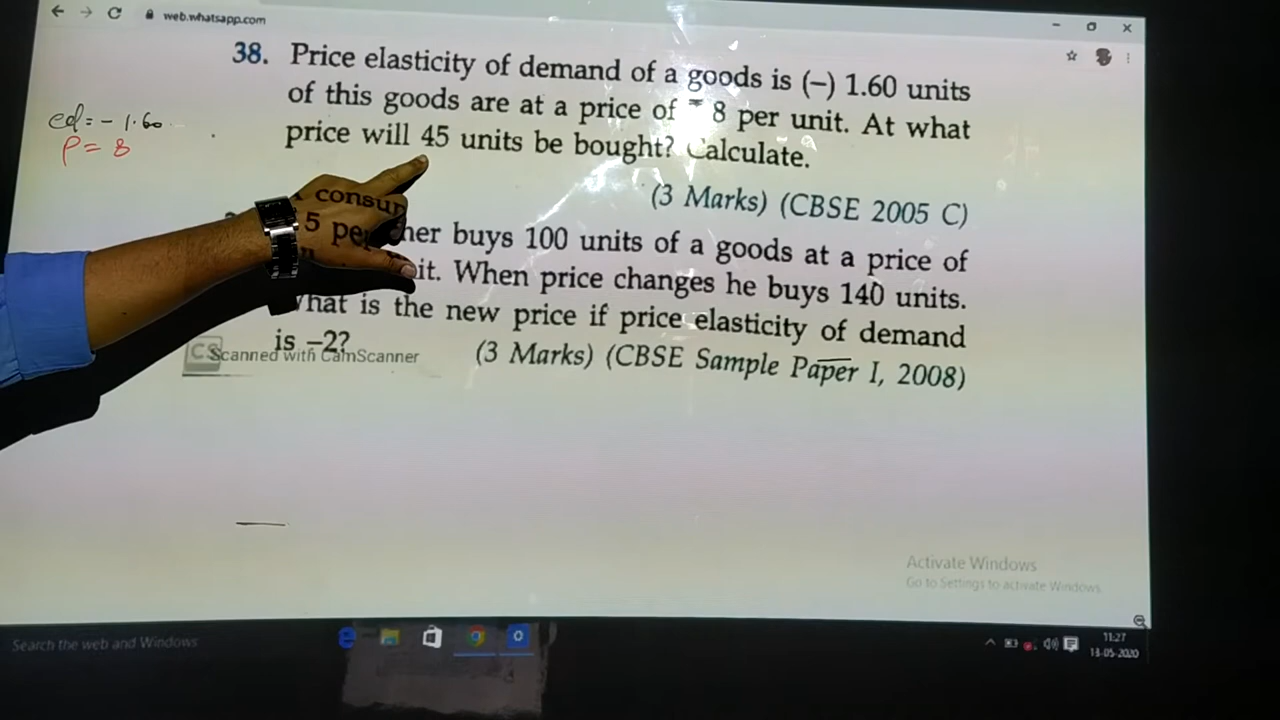 web.whatsapp.com
38. Price elasticity of demand of a goods is (–) 1.60 units
of this goods are at a price of ₹ 8 per unit. At what
price will 45 units be bought? Calculate.
(3 Marks) (CBSE 2005 C)
ed = - 1.60
P = 8
consum
5 per
her buys 100 units of a goods at a price of
it. When price changes he buys 140 units.
hat is the new price if price elasticity of demand
is –2?
(3 Marks) (CBSE Sample Paper I, 2008)
CS Scanned with CamScanner
Activate Windows
Go to Settings to activate Windows.
Search the web and Windows
11:27
13-05-2020